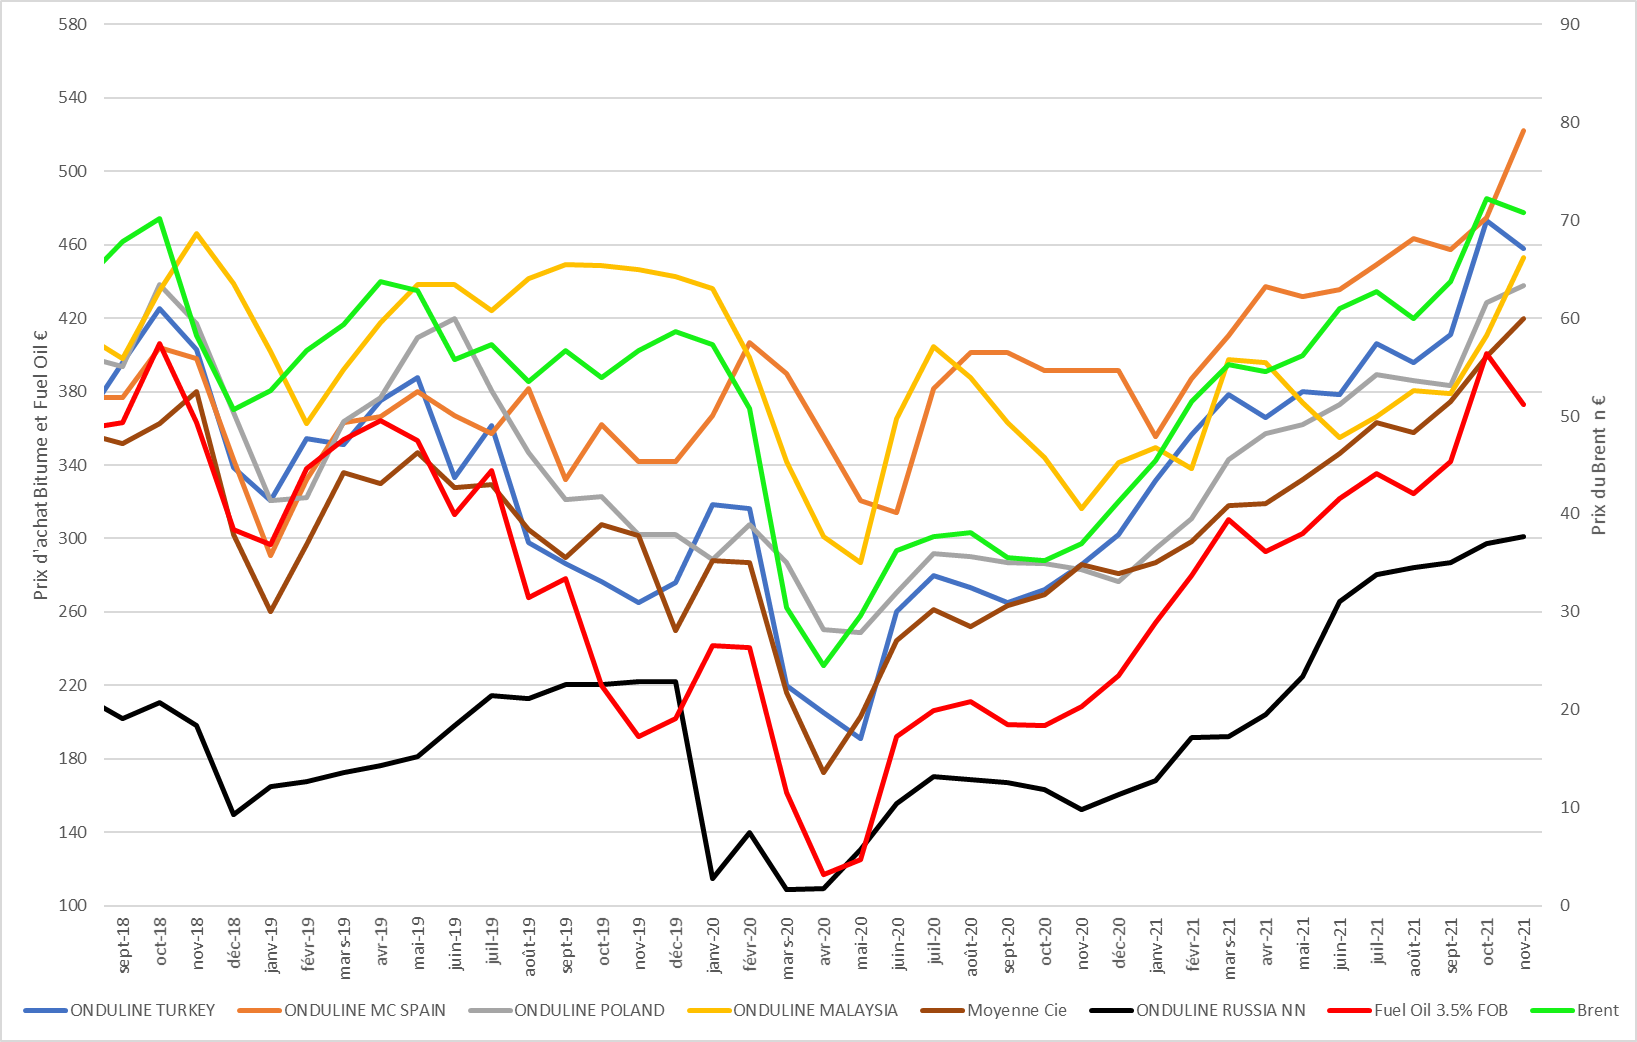 580
540
500
460
420
380
340
300
260
220
180
140
100
Prix d'achat Bitume et Fuel Oil €
90
80
70
60
50
40
30
20
10
0
Prix du Brent n €
sept-18
oct-18
nov-18
déc-18
janv-19
févr-19
mars-19
avr-19
mai-19
juin-19
juil-19
août-19
sept-19
oct-19
nov-19
déc-19
janv-20
févr-20
mars-20
avr-20
mai-20
juin-20
juil-20
août-20
sept-20
oct-20
nov-20
déc-20
janv-21
févr-21
mars-21
avr-21
mai-21
juin-21
juil-21
août-21
sept-21
oct-21
nov-21
ONDULINE TURKEY ONDULINE MC SPAIN ONDULINE POLAND ONDULINE MALAYSIA Moyenne Cie ONDULINE RUSSIA NN Fuel Oil 3.5% FOB Brent